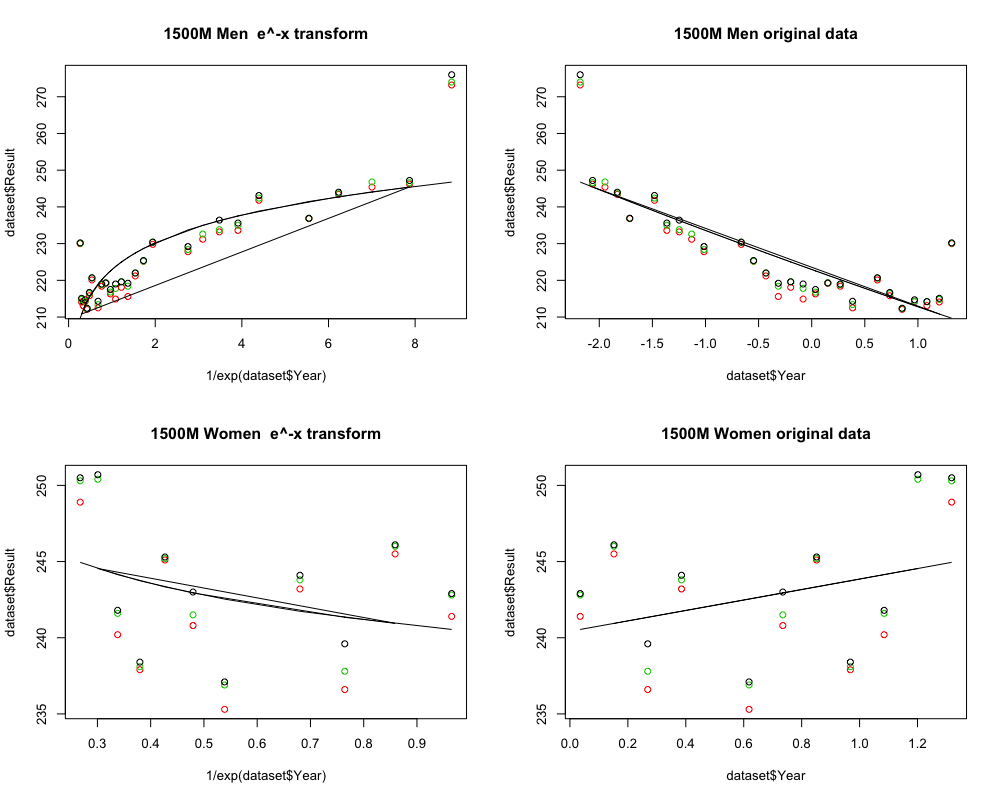 1500M Men  e^-x transform
dataset$Result
270
260
250
240
230
220
210
0 2 4 6 8
1/exp(dataset$Year)
1500M Men original data
dataset$Result
270
260
250
240
230
220
210
-2.0 -1.5 -1.0 -0.5 0.0 0.5 1.0
dataset$Year
1500M Women  e^-x transform
dataset$Result
250
245
240
235
0.3 0.4 0.5 0.6 0.7 0.8 0.9
1/exp(dataset$Year)
1500M Women original data
dataset$Result
250
245
240
235
0.0 0.2 0.4 0.6 0.8 1.0 1.2
dataset$Year